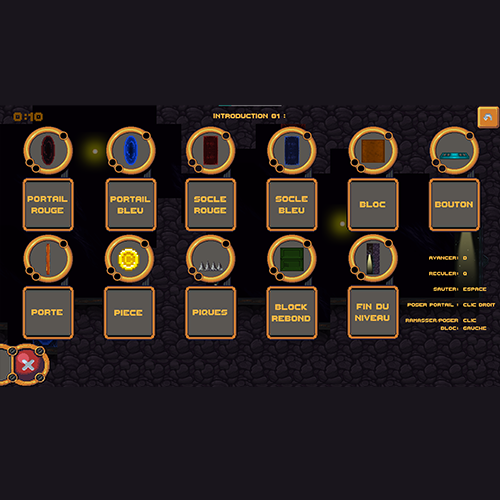 0:10
INTRODUCTION 01 :
PORTAIL
ROUGE
PORTAIL
BLEU
SOCLE
ROUGE
SOCLE
BLEU
BLOC
BOUTON
PORTE
PIECE
PIQUES
BLOCK
REBOND
FIN DU
NIVEAU
AVANCER: D
RECULER: Q
SAUTER: ESPACE
POSER PORTAIL : CLIC DROIT
RAMASSER/POSER CLIC
BLOC: GAUCHE